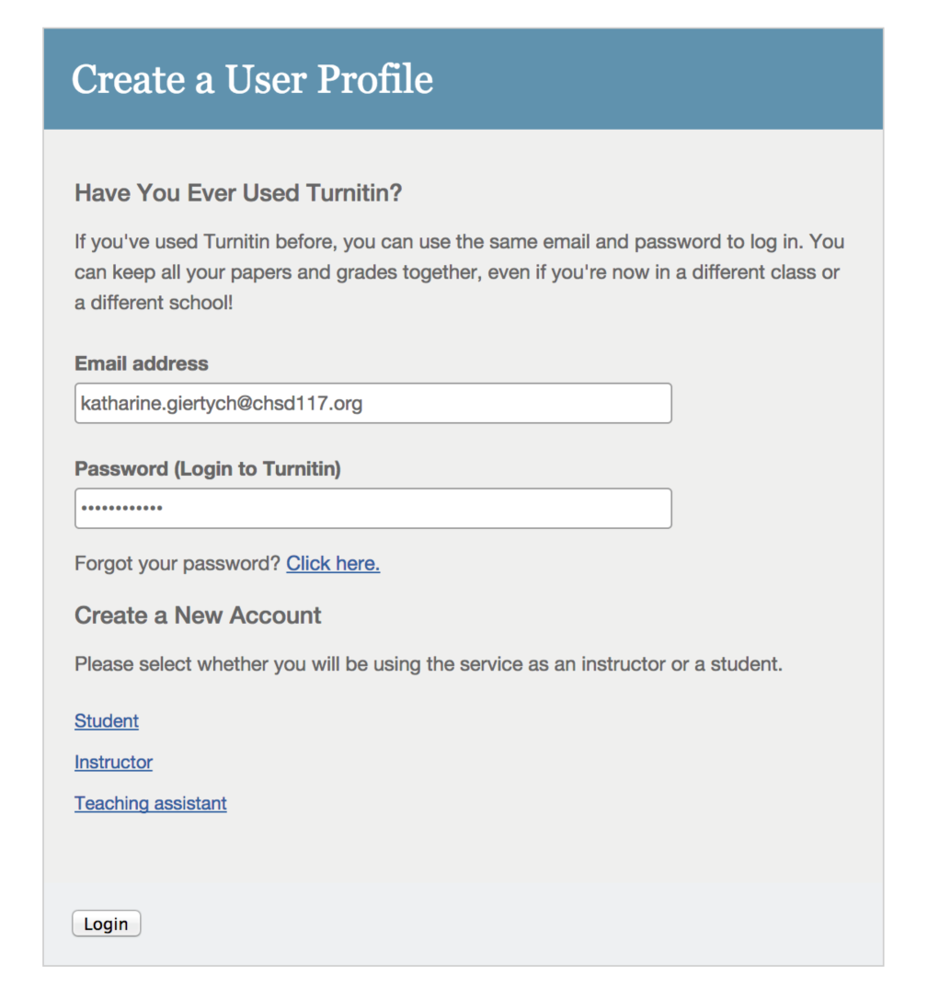 Create a User Profile
Have You Ever Used Turnitin?
If you've used Turnitin before, you can use the same email and password to log in. You
can keep all your papers and grades together, even if you're now in a different class or
a different school!
Email address
katharine.giertych@chsd117.org
Password (Login to Turnitin)
••••••••••••
Forgot your password? Click here.
Create a New Account
Please select whether you will be using the service as an instructor or a student.
Student
Instructor
Teaching assistant
Login